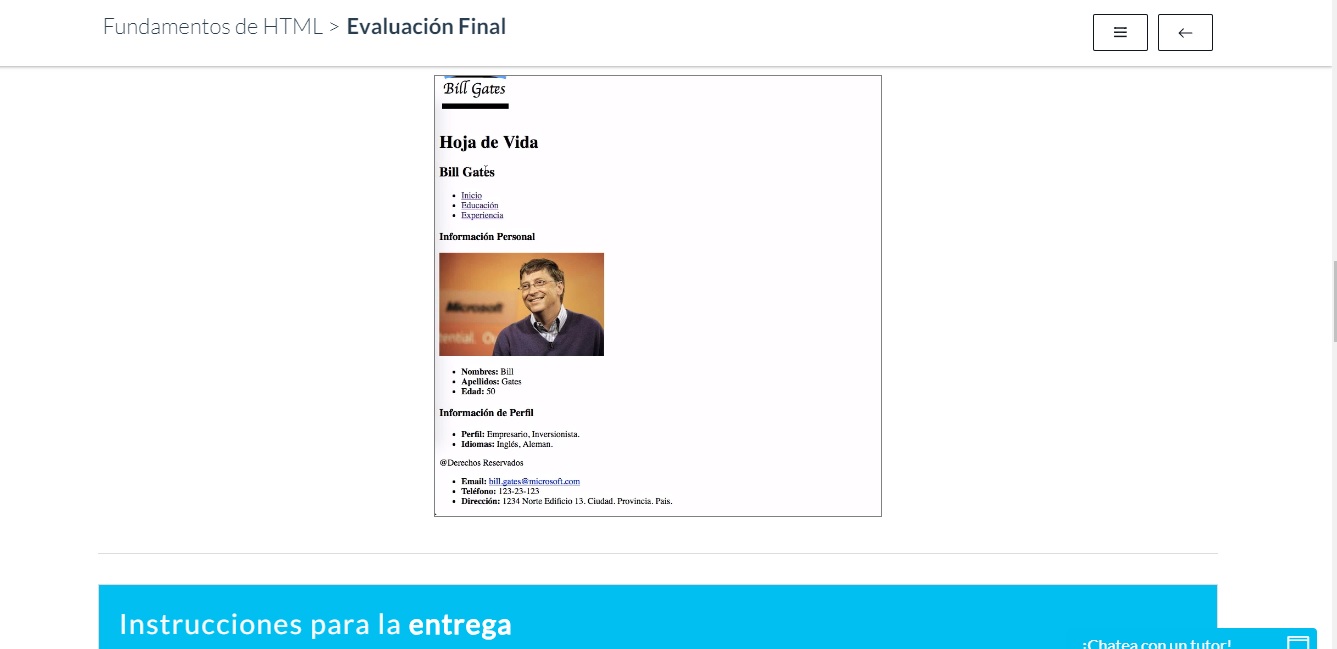 Fundamentos de HTML > Evaluación Final
Bill Gates
Hoja de Vida
Bill Gates
Inicio
Educación
Experiencia
Información Personal
Microsoft
Nombres: Bill
Apellidos: Gates
Edad: 50
Información de Perfil
Perfil: Empresario, Inversionista.
Idiomas: Inglés, Aleman.
@Derechos Reservados
Email: bill.gates@microsoft.com
Teléfono: 123-23-123
Dirección: 1234 Norte Edificio 13. Ciudad. Provincia. Pais.
Instrucciones para la entrega
¡Chatea con un tutor!